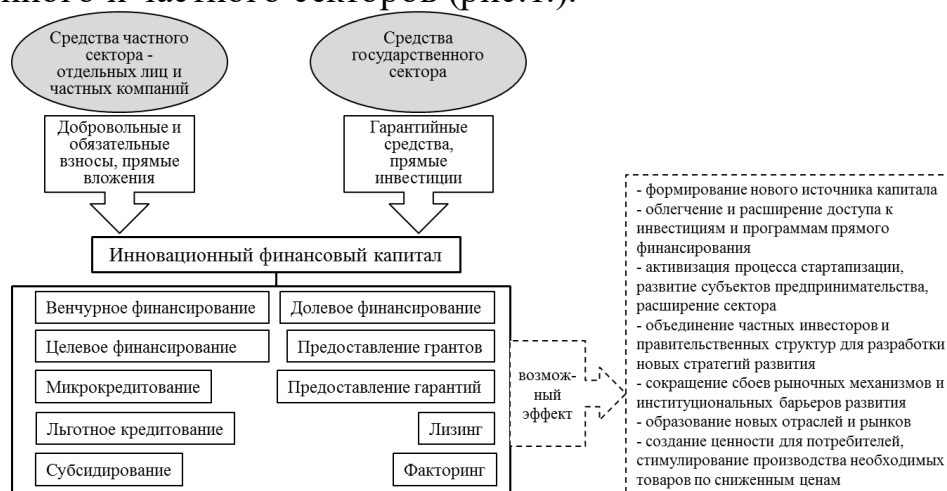 нного и частного секторов (рис.1.).
Средства частного
сектора -
отдельных лиц и
частных компаний
Средства
государственного
сектора
Добровольные и
обязательные
взносы, прямые
вложения
Гарантийные
средства,
прямые
инвестиции
Инновационный финансовый капитал
Венчурное финансирование
Долевое финансирование
Целевое финансирование
Предоставление грантов
Микрокредитование
Предоставление гарантий
Льготное кредитование
Лизинг
Субсидирование
Факторинг
возмож-
ный
эффект
- формирование нового источника капитала
- облегчение и расширение доступа к
инвестициям и программам прямого
финансирования
- активизация процесса стартапизации,
развитие субъектов предпринимательства,
расширение сектора
- объединение частных инвесторов и
правительственных структур для разработки
новых стратегий развития
- сокращение сбоев рыночных механизмов и
институциональных барьеров развития
- образование новых отраслей и рынков
- создание ценности для потребителей,
стимулирование производства необходимых
товаров по сниженным ценам